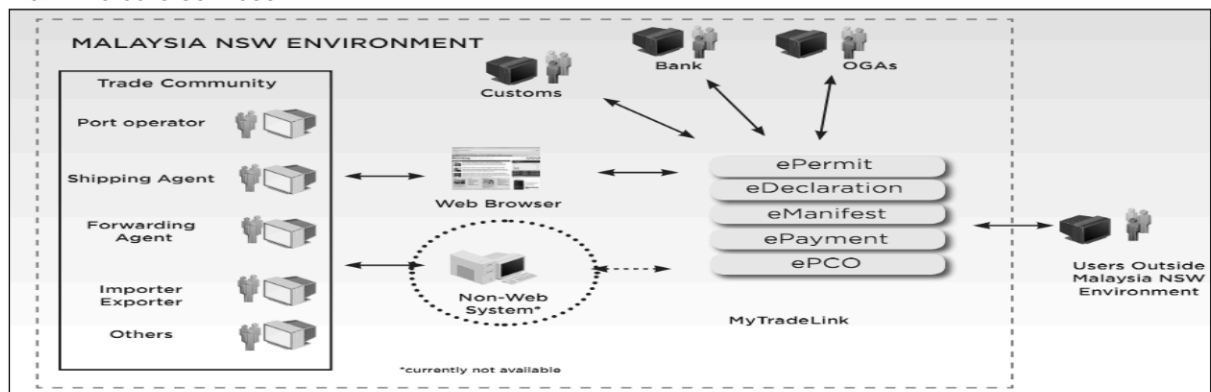 MALAYSIA NSW ENVIRONMENT
Trade Community
Port operator
Shipping Agent
Forwarding
Agent
Importer
Exporter
Others
Customs
Bank
OGAs
Web Browser
Non-Web
System*
*currently not available
ePermit
eDeclaration
eManifest
ePayment
ePCO
MyTradeLink
Users Outside
Malaysia NSW
Environment